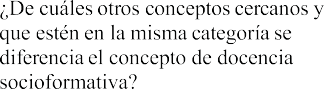 ¿De cuáles otros conceptos cercanos y
que estén en la misma categoría se
diferencia el concepto de docencia
socioformativa?